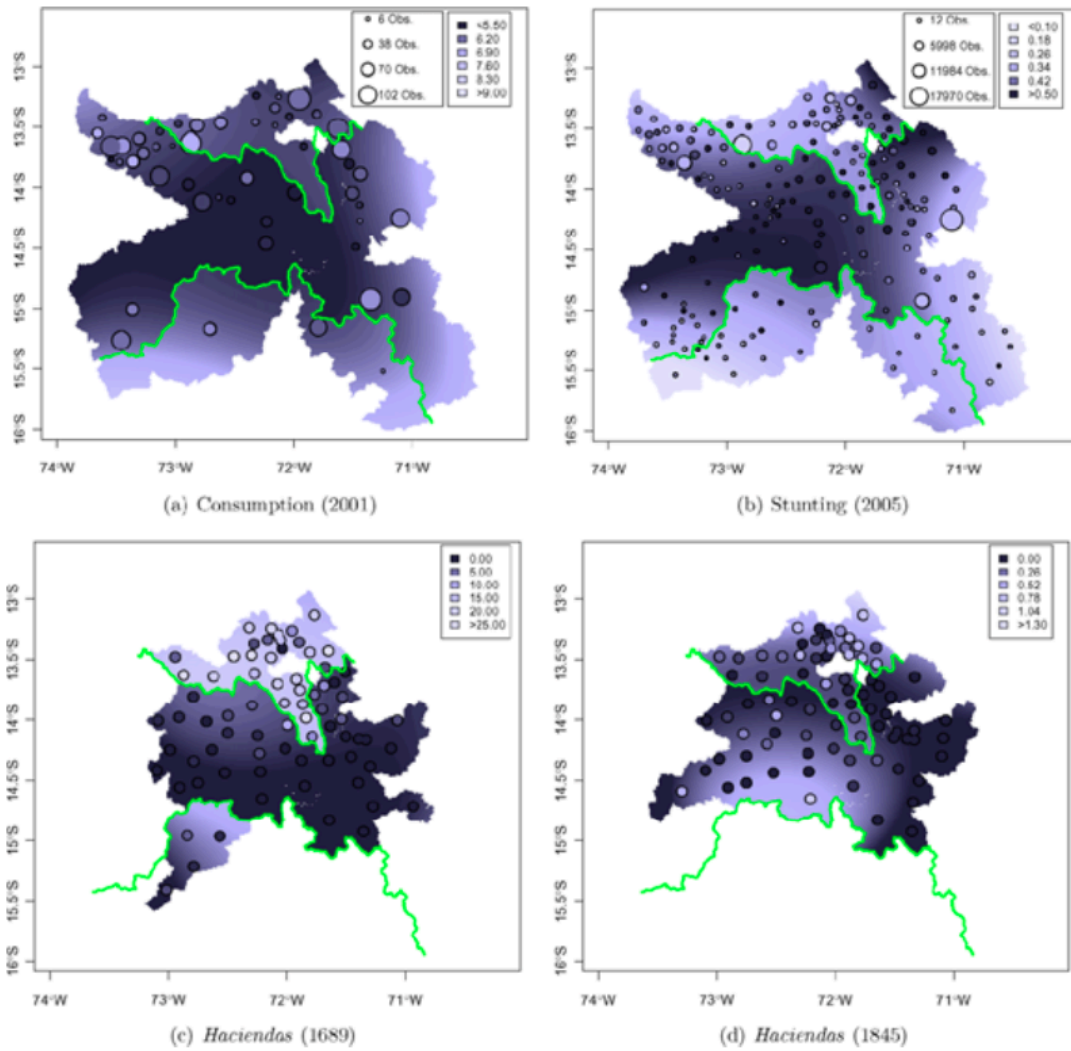 6 Obs.
38 Obs.
70 Obs.
102 Obs.
<5.50
6.20
6.90
7.60
8.30
>9.00
13°S
13.5°S
14°S
14.5°S
15°S
15.5°S
16°S
74°W
73°W
72°W
71°W
(a) Consumption (2001)
12 Obs.
5998 Obs.
11984 Obs.
17970 Obs.
<0.10
0.18
0.26
0.34
0.42
>0.50
13°S
13.5°S
14°S
14.5°S
15°S
15.5°S
16°S
74°W
73°W
72°W
71°W
(b) Stunting (2005)
0.00
5.00
10.00
15.00
20.00
>25.00
13°S
13.5°S
14°S
14.5°S
15°S
15.5°S
16°S
74°W
73°W
72°W
71°W
(c) Haciendas (1689)
0.00
0.26
0.52
0.78
1.04
>1.30
13°S
13.5°S
14°S
14.5°S
15°S
15.5°S
16°S
74°W
73°W
72°W
71°W
(d) Haciendas (1845)